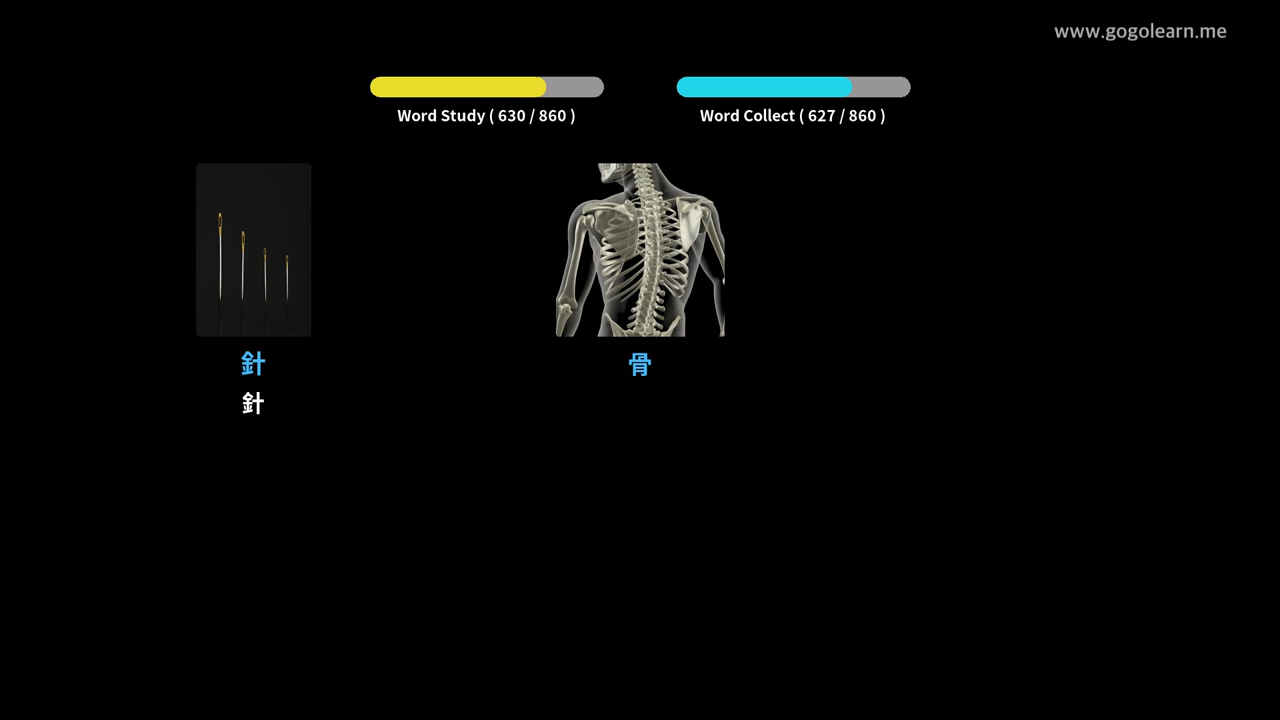 www.gogolearn.me
Word Study ( 630 / 860 )
Word Collect ( 627 / 860 )
針
針
骨